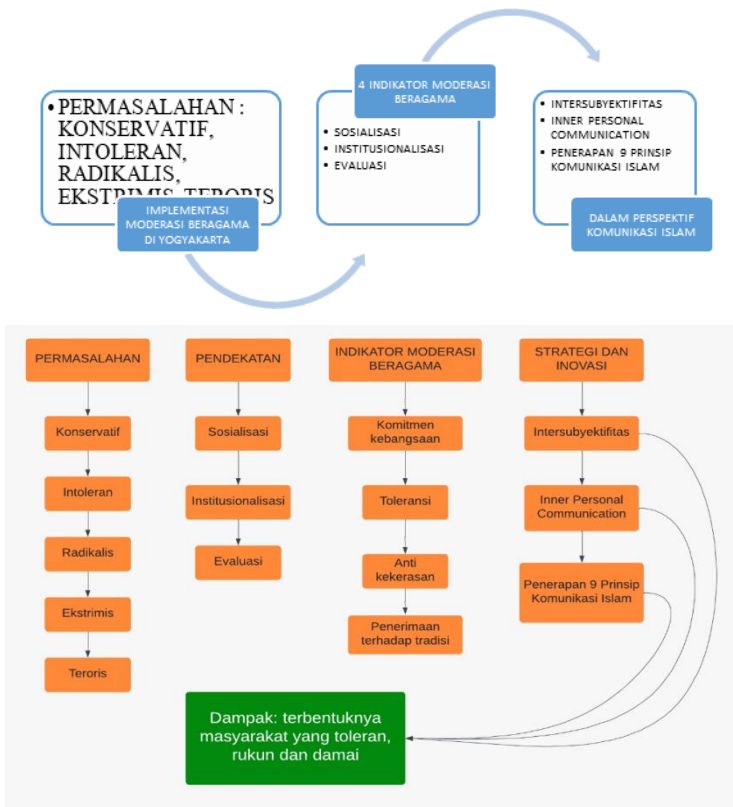 • PERMASALAHAN :
KONSERVATIF,
INTOLERAN,
RADIKALIS,
EKSTRIMIS, TERORIS
IMPLEMENTASI
MODERASI BERAGAMA
DI YOGYAKARTA
4 INDIKATOR MODERASI
BERAGAMA
• SOSIALISASI
• INSTITUSIONALISASI
• EVALUASI
• INTERSUBYEKTIFITAS
• INNER PERSONAL
COMMUNICATION
• PENERAPAN 9 PRINSIP
KOMUNIKASI ISLAM
DALAM PERSPEKTIF
KOMUNIKASI ISLAM
PERMASALAHAN
Konservatif
Intoleran
Radikalis
Ekstrimis
Teroris
PENDEKATAN
Sosialisasi
Institusionalisasi
Evaluasi
INDIKATOR MODERASI
BERAGAMA
Komitmen
kebangsaan
Toleransi
Anti
kekerasan
Penerimaan
terhadap tradisi
STRATEGI DAN
INOVASI
Intersubyektifitas
Inner Personal
Communication
Penerapan 9 Prinsip
Komunikasi Islam
Dampak: terbentuknya
masyarakat yang toleran,
rukun dan damai